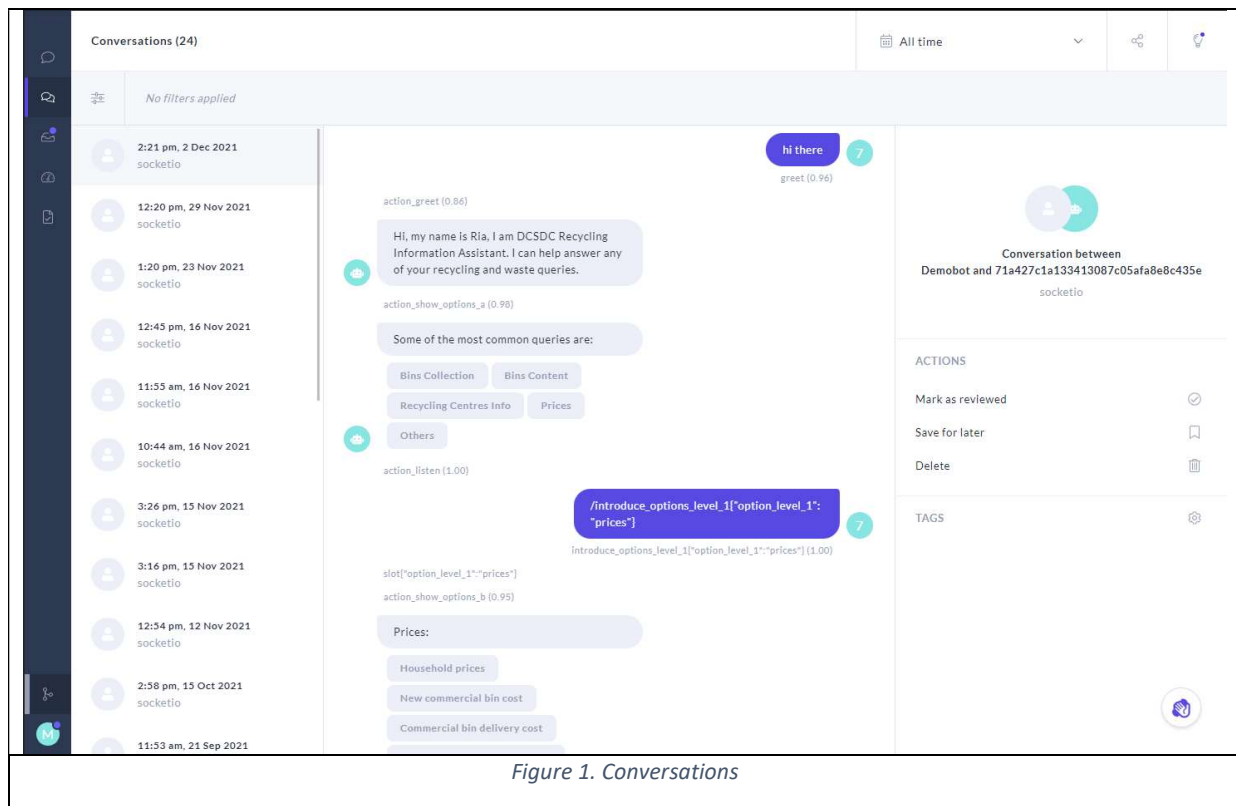 Conversations (24)
All time
No filters applied
2:21 pm, 2 Dec 2021
socketio
12:20 pm, 29 Nov 2021
socketio
1:20 pm, 23 Nov 2021
socketio
12:45 pm, 16 Nov 2021
socketio
11:55 am, 16 Nov 2021
socketio
10:44 am, 16 Nov 2021
socketio
3:26 pm, 15 Nov 2021
socketio
3:16 pm, 15 Nov 2021
socketio
12:54 pm, 12 Nov 2021
socketio
2:58 pm, 15 Oct 2021
socketio
11:53 am, 21 Sep 2021
M
hi there
7
greet (0.96)
action_greet (0.86)
Hi, my name is Ria, I am DCSDC Recycling
Information Assistant. I can help answer any
of your recycling and waste queries.
action_show_options_a (0.98)
Some of the most common queries are:
Bins Collection Bins Content
Recycling Centres Info Prices
Others
action_listen (1.00)
/introduce_options_level_1{"option_level_1":
"prices"}
7
introduce_options_level_1{"option_level_1":"prices"} (1.00)
slot{"option_level_1":"prices"}
action_show_options_b (0.95)
Prices:
Household prices
New commercial bin cost
Commercial bin delivery cost
Conversation between
Demobot and 71a427c1a133413087c05afa8e8c435e
socketio
ACTIONS
Mark as reviewed
Save for later
Delete
TAGS
Figure 1. Conversations